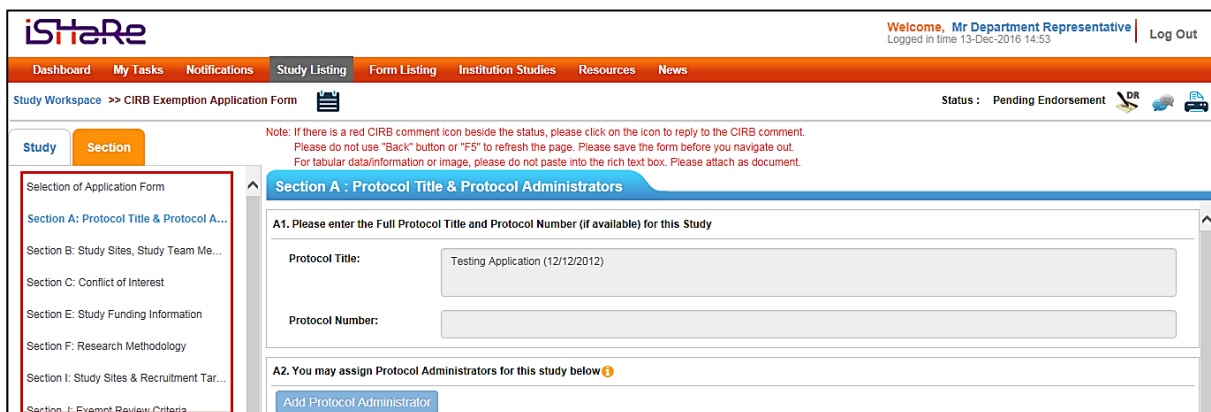 iSHaRe
Welcome, Mr Department Representative
Logged in time 13-Dec-2016 14:53
Log Out
Dashboard My Tasks Notifications Study Listing Form Listing Institution Studies Resources News
Study Workspace >> CIRB Exemption Application Form
Status : Pending Endorsement DR
Note: If there is a red CIRB comment icon beside the status, please click on the icon to reply to the CIRB comment.
Please do not use "Back" button or "F5" to refresh the page. Please save the form before you navigate out.
For tabular data/information or image, please do not paste into the rich text box. Please attach as document.
Study Section
Selection of Application Form
Section A: Protocol Title & Protocol A...
Section B: Study Sites, Study Team Me...
Section C: Conflict of Interest
Section E: Study Funding Information
Section F: Research Methodology
Section I: Study Sites & Recruitment Tar...
Section J: Exempt Review Criteria
Section A : Protocol Title & Protocol Administrators
A1. Please enter the Full Protocol Title and Protocol Number (if available) for this Study
Protocol Title:
Testing Application (12/12/2012)
Protocol Number:
A2. You may assign Protocol Administrators for this study below
Add Protocol Administrator